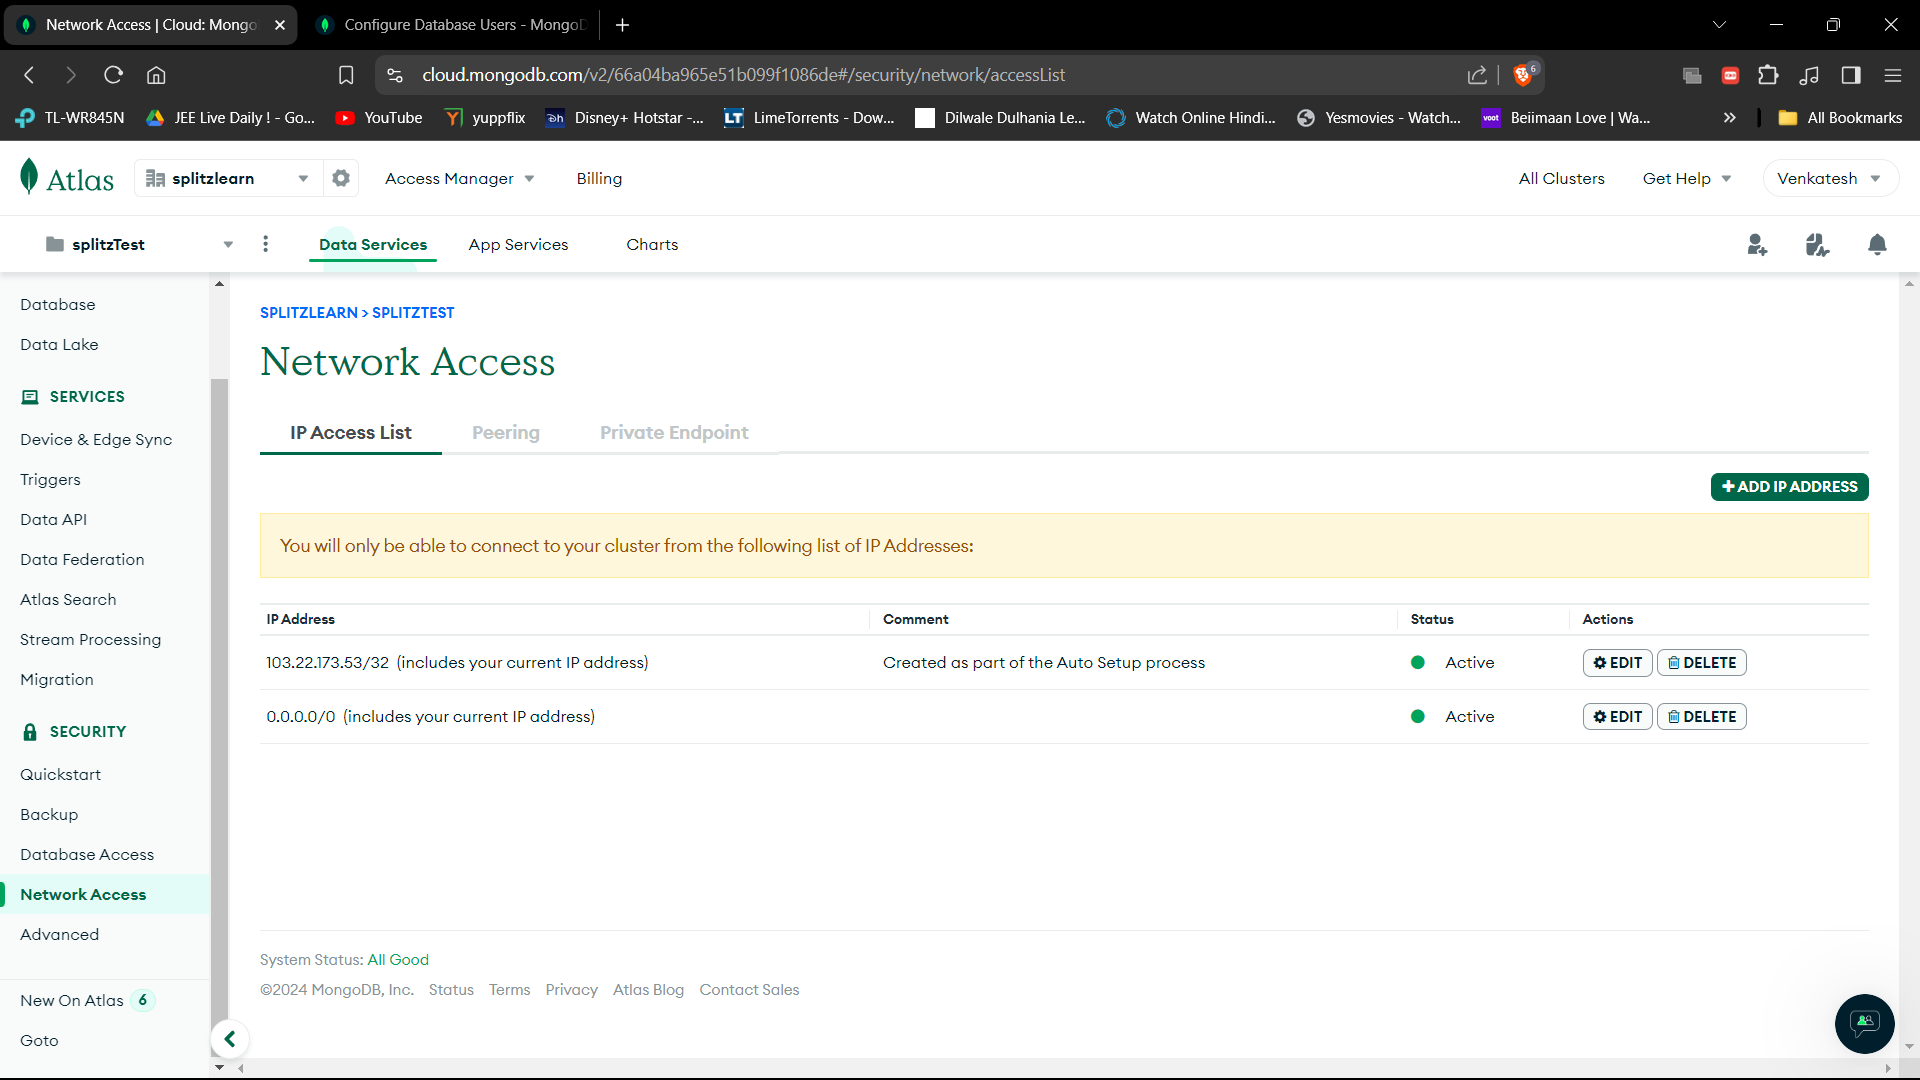 Network Access | Cloud: Mongo
Configure Database Users - MongoD
cloud.mongodb.com/v2/66a04ba965e51b099f1086de#/security/network/accessList
6
TL-WR845N
JEE Live Daily ! - Go...
YouTube
yuppflix
Disney+ Hotstar -...
LimeTorrents - Dow...
Dilwale Dulhania Le...
Watch Online Hindi...
Yesmovies - Watch...
Beiimaan Love | Wa...
All Bookmarks
Atlas
splitzlearn
Access Manager
Billing
All Clusters
Get Help
Venkatesh
splitzTest
Data Services
App Services
Charts
Database
Data Lake
SERVICES
Device & Edge Sync
Triggers
Data API
Data Federation
Atlas Search
Stream Processing
Migration
SECURITY
Quickstart
Backup
Database Access
Network Access
Advanced
New On Atlas 6
Goto
SPLITZLEARN > SPLITZTEST
Network Access
IP Access List
Peering
Private Endpoint
+ ADD IP ADDRESS
You will only be able to connect to your cluster from the following list of IP Addresses:
IP Address Comment Status Actions
103.22.173.53/32 (includes your current IP address) Created as part of the Auto Setup process Active EDIT DELETE
0.0.0.0/0 (includes your current IP address) Active EDIT DELETE
System Status: All Good
©2024 MongoDB, Inc. Status Terms Privacy Atlas Blog Contact Sales